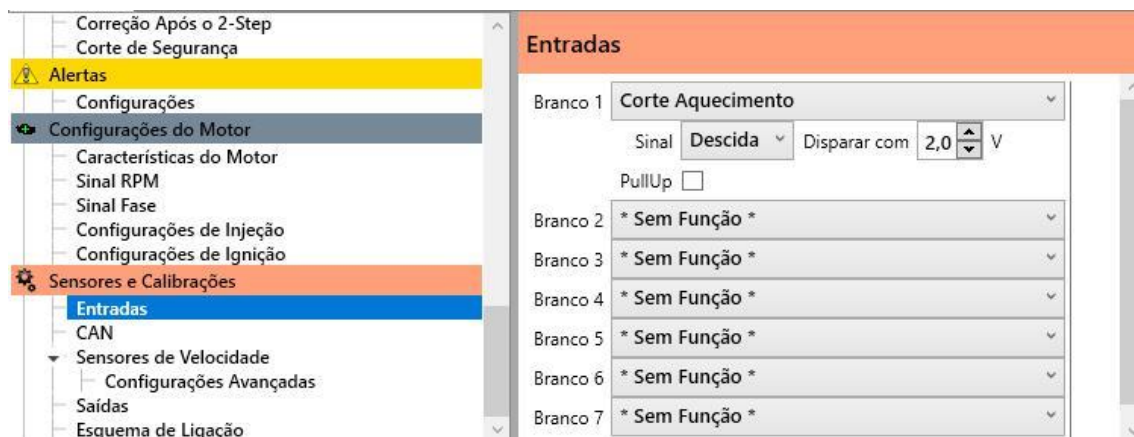 Correção Após o 2-Step
Corte de Segurança
Alertas
Configurações
Configurações do Motor
Características do Motor
Sinal RPM
Sinal Fase
Configurações de Injeção
Configurações de Ignição
Sensores e Calibrações
Entradas
CAN
Sensores de Velocidade
Configurações Avançadas
Saídas
Esquema de Ligação
Entradas
Branco 1 Corte Aquecimento
Sinal Descida Disparar com 2,0 V
PullUp
Branco 2 * Sem Função *
Branco 3 * Sem Função *
Branco 4 * Sem Função *
Branco 5 * Sem Função *
Branco 6 * Sem Função *
Branco 7 * Sem Função *